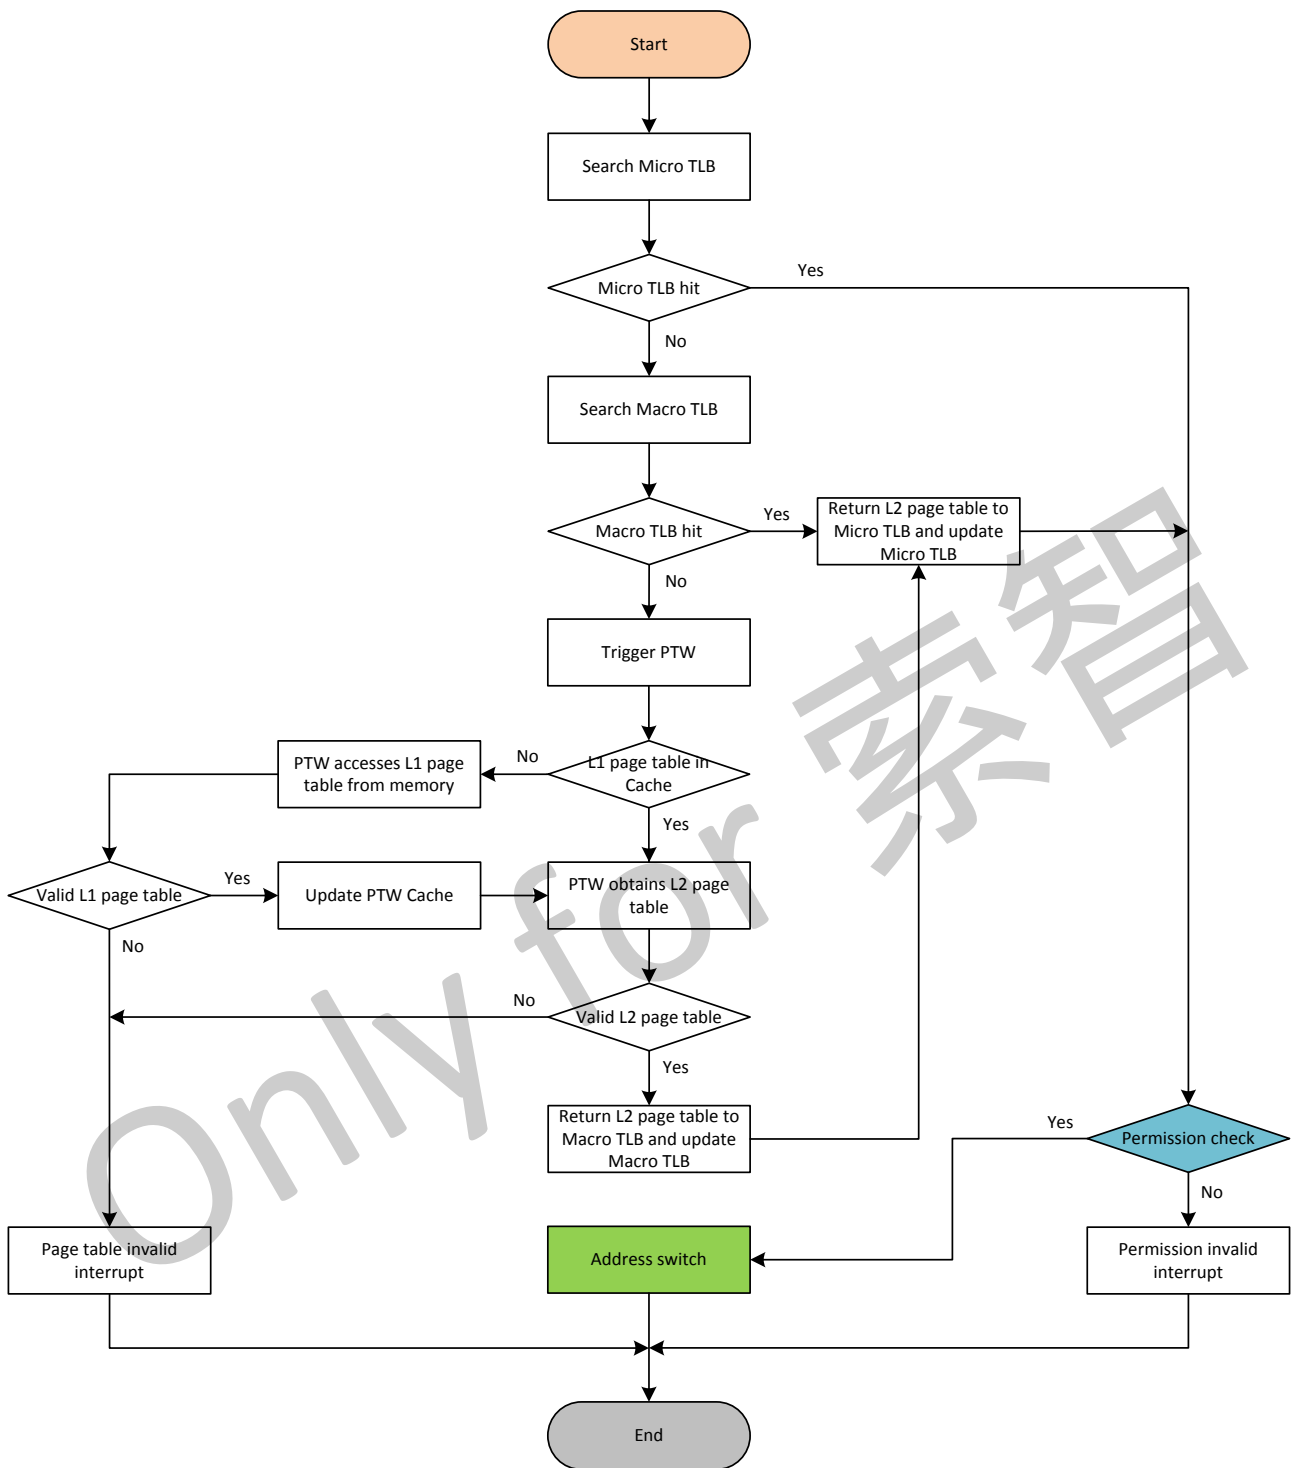 Start
Search Micro TLB
Micro TLB hit
Yes
No
Search Macro TLB
Macro TLB hit
Yes
Return L2 page table to
Micro TLB and update
Micro TLB
No
Trigger PTW
PTW accesses L1 page
table from memory
No
L1 page table in
Cache
Yes
Valid L1 page table
Yes
Update PTW Cache
PTW obtains L2 page
table
No
No
Valid L2 page table
Yes
Return L2 page table to
Macro TLB and update
Macro TLB
Yes
Permission check
No
Page table invalid
interrupt
Address switch
Permission invalid
interrupt
End
Only for 索智